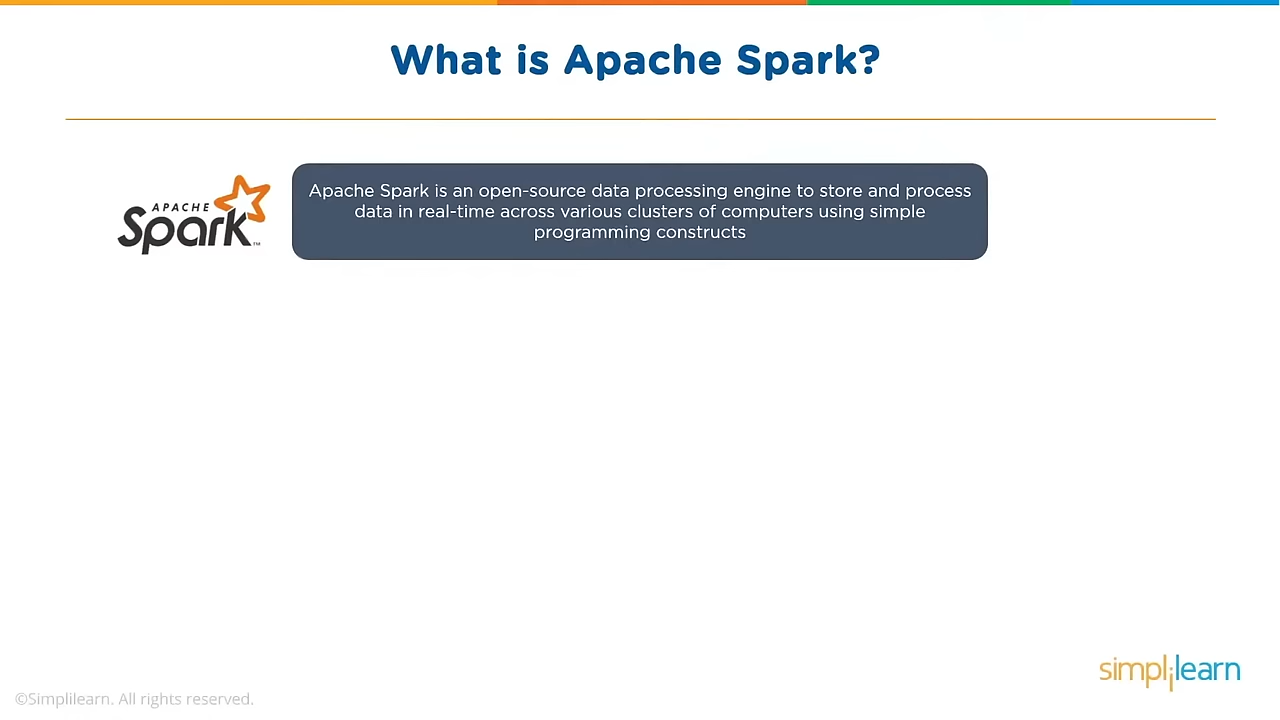 What is Apache Spark?
APACHE
Spark™
Apache Spark is an open-source data processing engine to store and process
data in real-time across various clusters of computers using simple
programming constructs
simplilearn
©Simplilearn. All rights reserved.